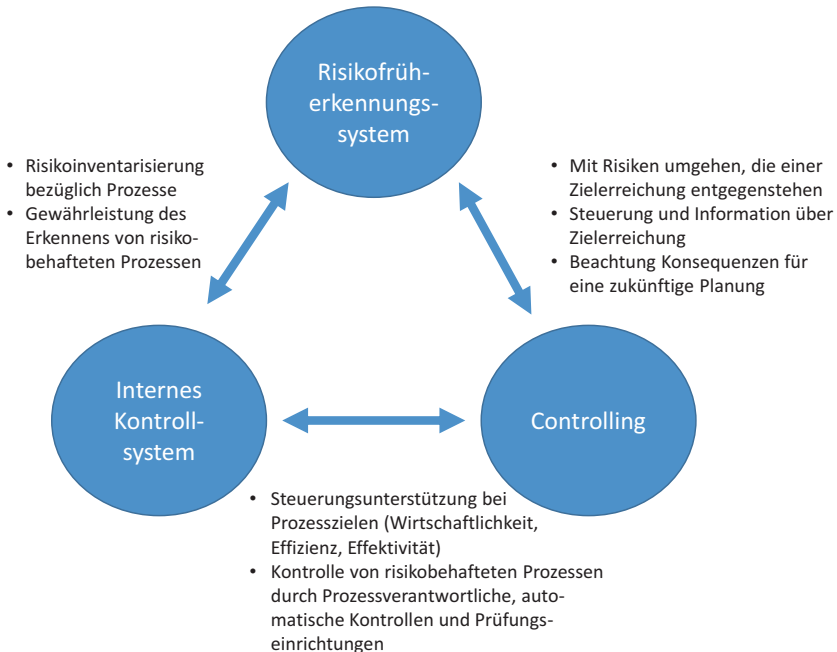 Risikofrüh-
erkennungs-
system
• Risikoinventarisierung
bezüglich Prozesse
• Gewährleistung des
Erkennens von risiko-
behafteten Prozessen
• Mit Risiken umgehen, die einer
Zielerreichung entgegenstehen
• Steuerung und Information über
Zielerreichung
• Beachtung Konsequenzen für
eine zukünftige Planung
Internes
Kontroll-
system
Controlling
• Steuerungsunterstützung bei
Prozesszielen (Wirtschaftlichkeit,
Effizienz, Effektivität)
• Kontrolle von risikobehafteten Prozessen
durch Prozessverantwortliche, auto-
matische Kontrollen und Prüfungs-
einrichtungen